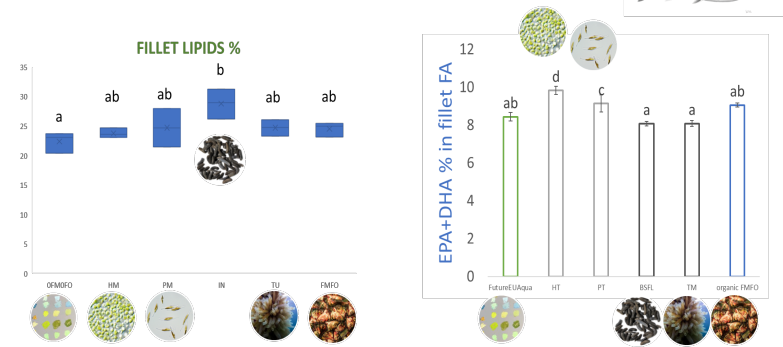 FILLET LIPIDS %
35
30
25
20
15
10
5
0
a
ab
ab
b
ab
ab
0FM0FO
HM
PM
IN
TU
FMFO
EPA+DHA % in fillet FA
12
10
8
6
4
2
0
ab
d
c
a
a
ab
FutureEUAqua
HT
PT
BSFL
TM
organic FMFO